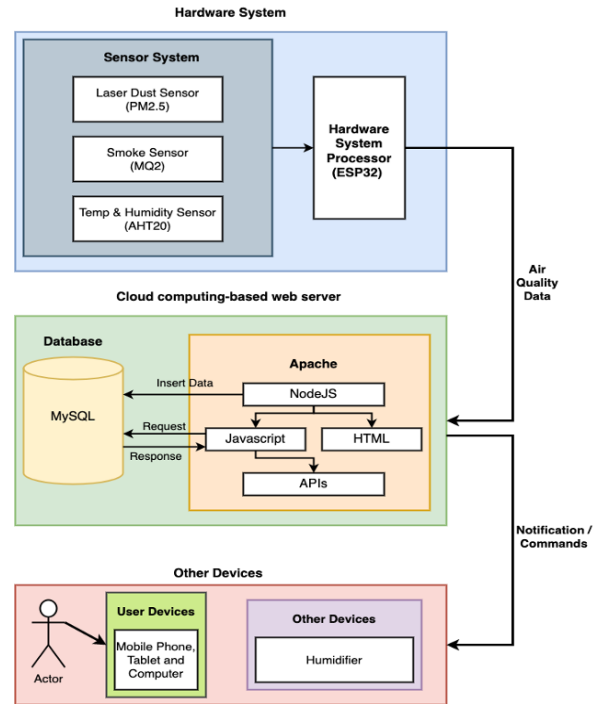 Hardware System
Sensor System
Laser Dust Sensor
(PM2.5)
Smoke Sensor
(MQ2)
Temp & Humidity Sensor
(AHT20)
Hardware
System
Processor
(ESP32)
Air
Quality
Data
Cloud computing-based web server
Database
MySQL
Insert Data
Request
Response
Apache
NodeJS
Javascript
HTML
APIs
Notification /
Commands
Other Devices
Actor
User Devices
Mobile Phone,
Tablet and
Computer
Other Devices
Humidifier